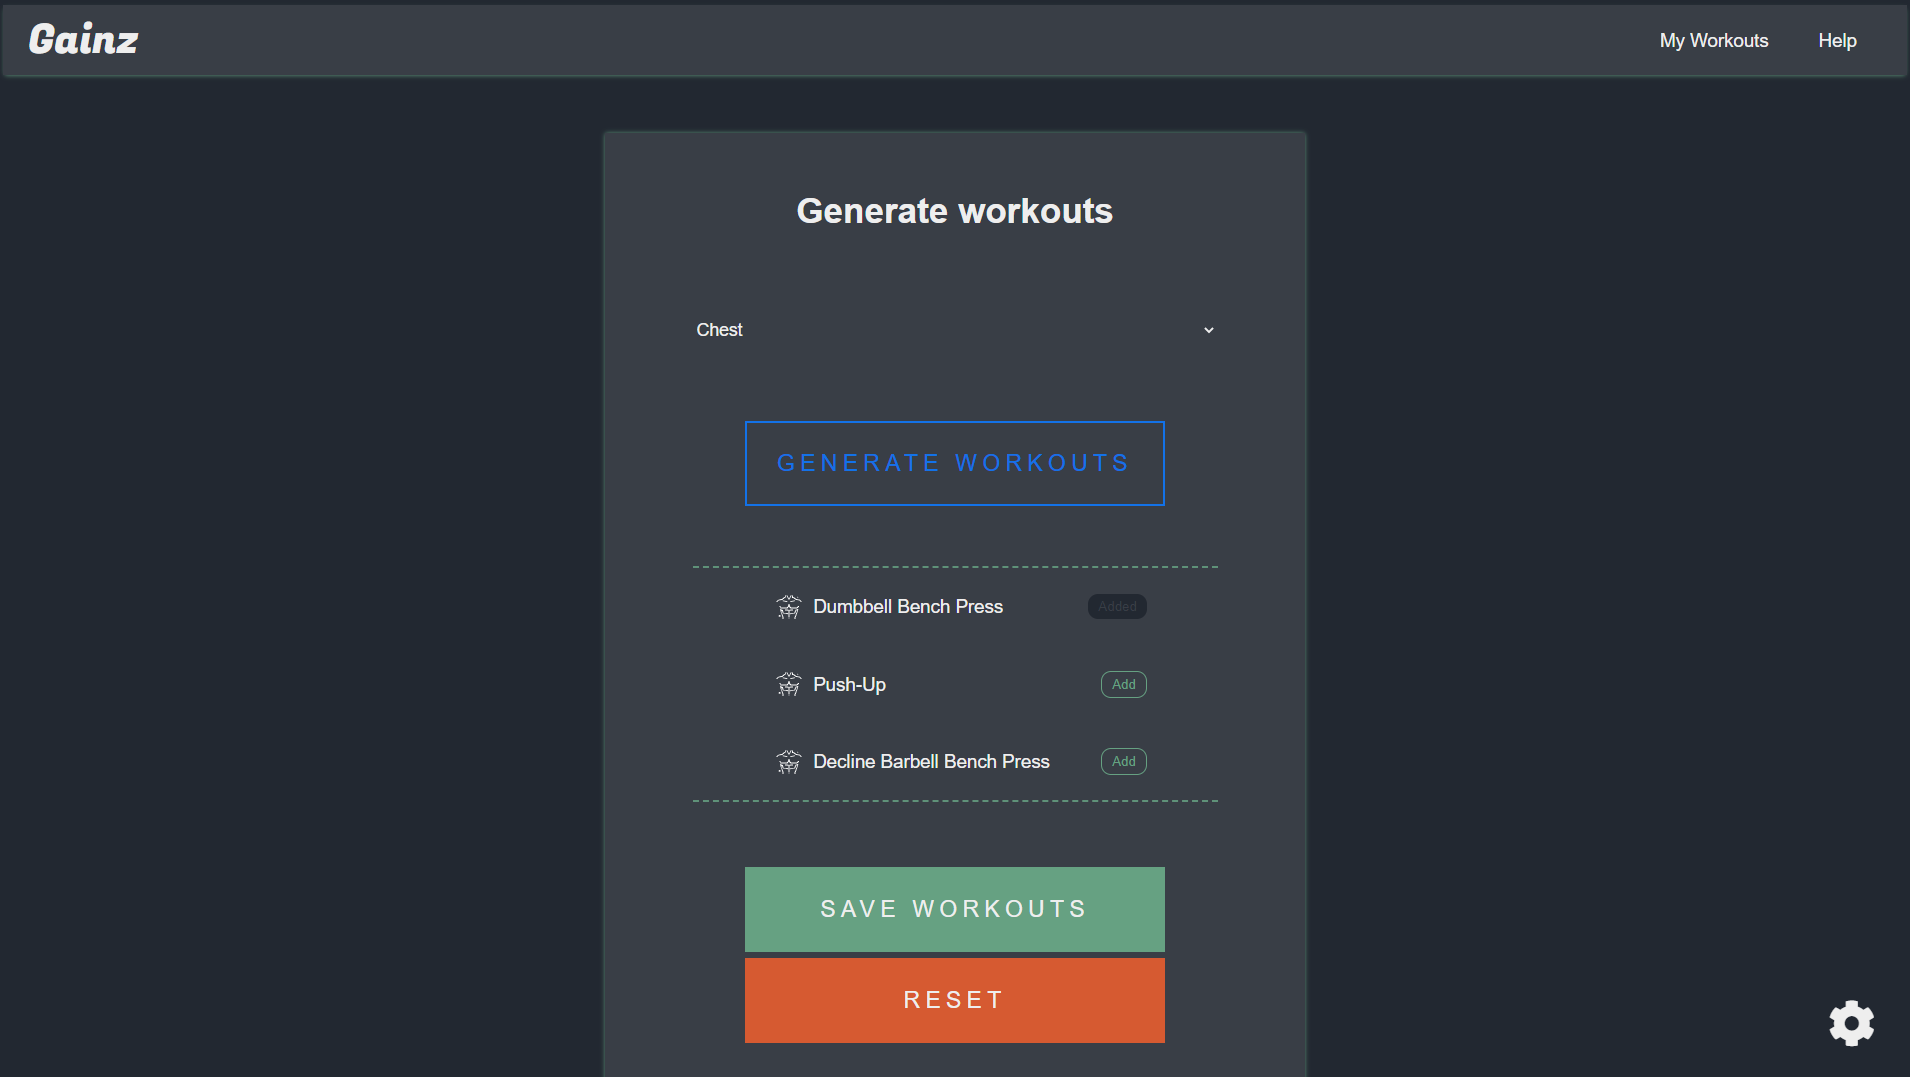 Gainz
My Workouts
Help
Generate workouts
Chest
GENERATE WORKOUTS
Dumbbell Bench Press
Added
Push-Up
Add
Decline Barbell Bench Press
Add
SAVE WORKOUTS
RESET